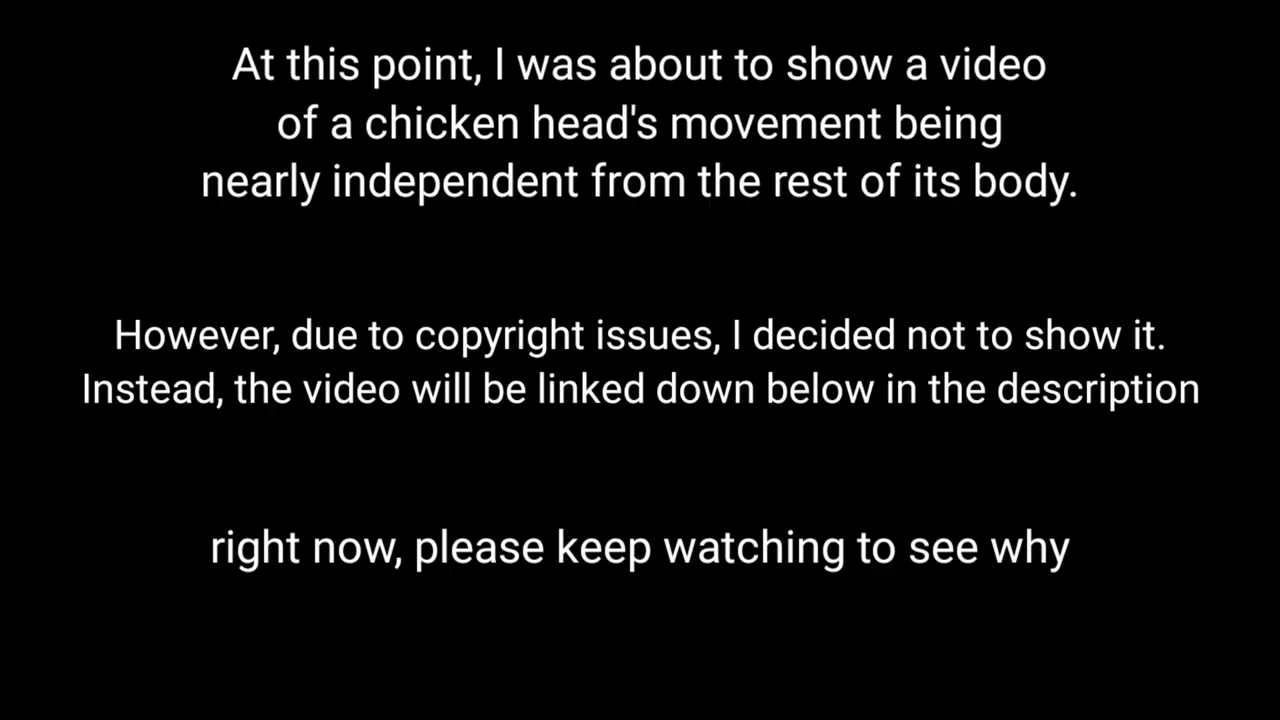 At this point, I was about to show a video
of a chicken head's movement being
nearly independent from the rest of its body.
However, due to copyright issues, I decided not to show it.
Instead, the video will be linked down below in the description
right now, please keep watching to see why